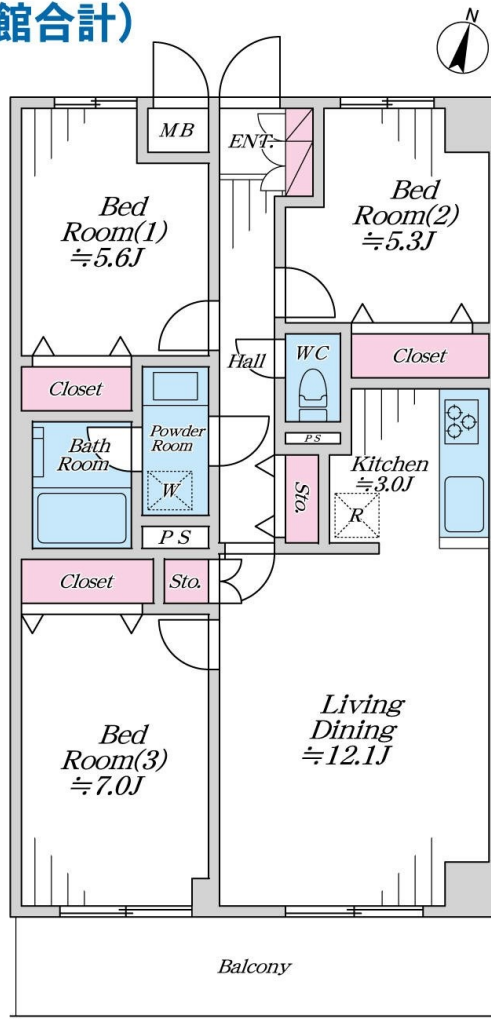 館合計)
N
MB
ENT.
Bed
Room(1)
≒5.6J
Bed
Room(2)
≒5.3J
Hall
WC
Closet
Closet
Powder
Room
Bath
Room
PS
W
Sto.
Kitchen
≒3.0J
R
PS
Closet
Sto.
Bed
Room(3)
≒7.0J
Living
Dining
≒12.1J
Balcony